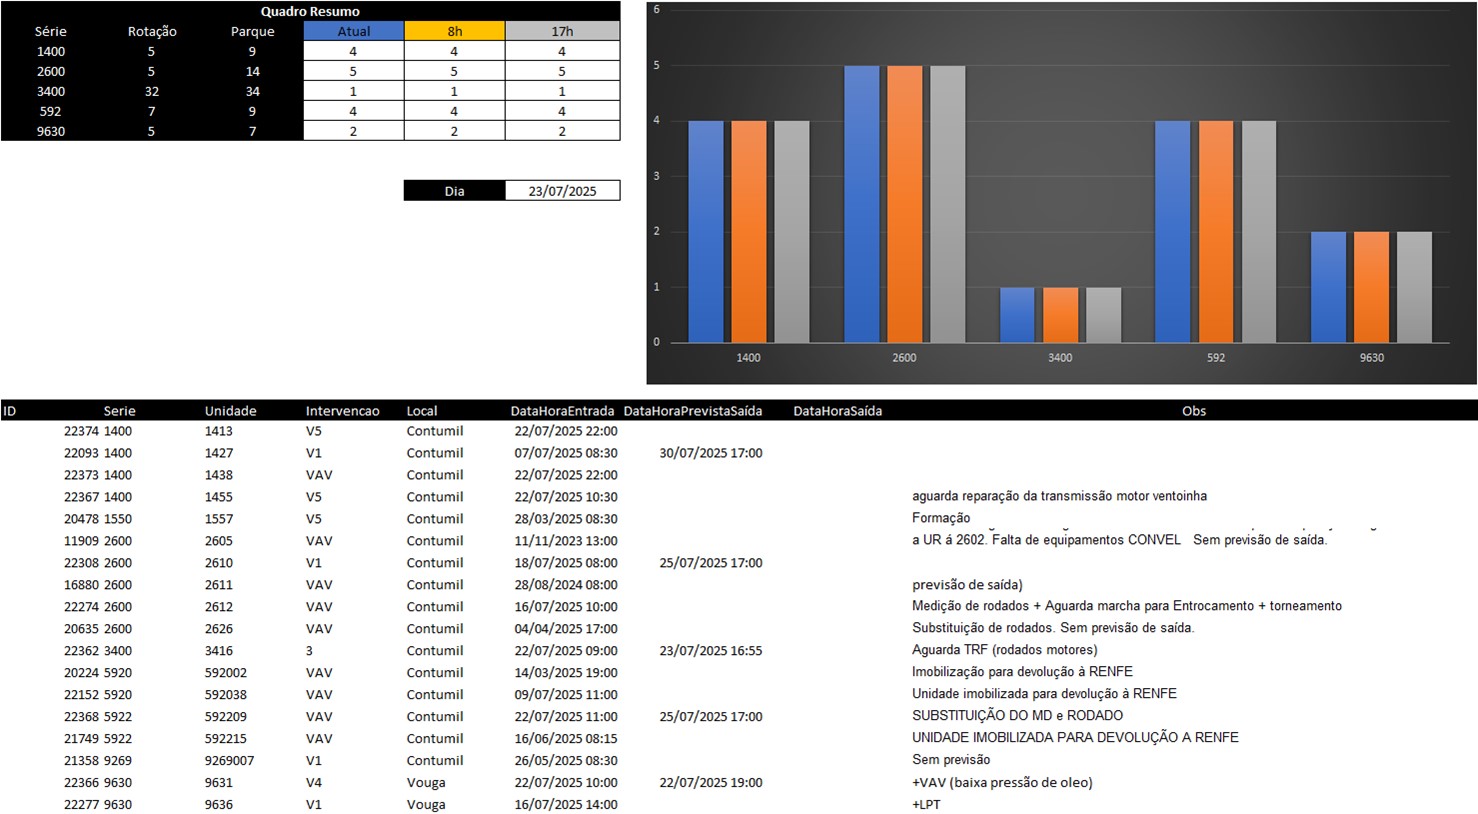 Quadro Resumo
Série Rotação Parque Atual 8h 17h
1400 5 9 4 4 4
2600 5 14 5 5 5
3400 32 34 1 1 1
592 7 9 4 4 4
9630 5 7 2 2 2
Dia 23/07/2025
6
5
4
3
2
1
0
1400 2600 3400 592 9630
ID Serie Unidade Intervencao Local DataHoraEntrada DataHoraPrevistaSaída DataHoraSaída Obs
22374 1400 1413 V5 Contumil 22/07/2025 22:00
22093 1400 1427 V1 Contumil 07/07/2025 08:30 30/07/2025 17:00
22373 1400 1438 VAV Contumil 22/07/2025 22:00
22367 1400 1455 V5 Contumil 22/07/2025 10:30 aguarda reparação da transmissão motor ventoinha
20478 1550 1557 V5 Contumil 28/03/2025 08:30 Formação
11909 2600 2605 VAV Contumil 11/11/2023 13:00 a UR á 2602. Falta de equipamentos CONVEL Sem previsão de saída.
22308 2600 2610 V1 Contumil 18/07/2025 08:00 25/07/2025 17:00
16880 2600 2611 VAV Contumil 28/08/2024 08:00 previsão de saída)
22274 2600 2612 VAV Contumil 16/07/2025 10:00 Medição de rodados + Aguarda marcha para Entrocamento + torneamento
20635 2600 2626 VAV Contumil 04/04/2025 17:00 Substituição de rodados. Sem previsão de saída.
22362 3400 3416 3 Contumil 22/07/2025 09:00 23/07/2025 16:55 Aguarda TRF (rodados motores)
20224 5920 592002 VAV Contumil 14/03/2025 19:00 Imobilização para devolução à RENFE
22152 5920 592038 VAV Contumil 09/07/2025 11:00 Unidade imobilizada para devolução à RENFE
22368 5922 592209 VAV Contumil 22/07/2025 11:00 25/07/2025 17:00 SUBSTITUIÇÃO DO MD e RODADO
21749 5922 592215 VAV Contumil 16/06/2025 08:15 UNIDADE IMOBILIZADA PARA DEVOLUÇÃO A RENFE
21358 9269 9269007 V1 Contumil 26/05/2025 08:30 Sem previsão
22366 9630 9631 V4 Vouga 22/07/2025 10:00 22/07/2025 19:00 +VAV (baixa pressão de oleo)
22277 9630 9636 V1 Vouga 16/07/2025 14:00 +LPT